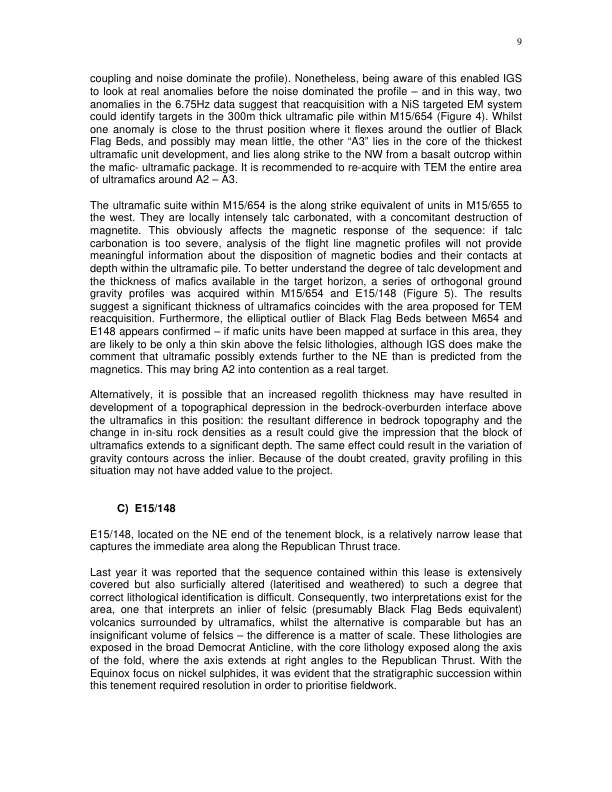 9
coupling and noise dominate the profile). Nonetheless, being aware of this enabled IGS
to look at real anomalies before the noise dominated the profile – and in this way, two
anomalies in the 6.75Hz data suggest that reacquisition with a NiS targeted EM system
could identify targets in the 300m thick ultramafic pile within M15/654 (Figure 4). Whilst
one anomaly is close to the thrust position where it flexes around the outlier of Black
Flag Beds, and possibly may mean little, the other “A3” lies in the core of the thickest
ultramafic unit development, and lies along strike to the NW from a basalt outcrop within
the mafic- ultramafic package. It is recommended to re-acquire with TEM the entire area
of ultramafics around A2 – A3.
The ultramafic suite within M15/654 is the along strike equivalent of units in M15/655 to
the west. They are locally intensely talc carbonated, with a concomitant destruction of
magnetite. This obviously affects the magnetic response of the sequence: if talc
carbonation is too severe, analysis of the flight line magnetic profiles will not provide
meaningful information about the disposition of magnetic bodies and their contacts at
depth within the ultramafic pile. To better understand the degree of talc development and
the thickness of mafics available in the target horizon, a series of orthogonal ground
gravity profiles was acquired within M15/654 and E15/148 (Figure 5). The results
suggest a significant thickness of ultramafics coincides with the area proposed for TEM
reacquisition. Furthermore, the elliptical outlier of Black Flag Beds between M654 and
E148 appears confirmed – if mafic units have been mapped at surface in this area, they
are likely to be only a thin skin above the felsic lithologies, although IGS does make the
comment that ultramafic possibly extends further to the NE than is predicted from the
magnetics. This may bring A2 into contention as a real target.
Alternatively, it is possible that an increased regolith thickness may have resulted in
development of a topographical depression in the bedrock-overburden interface above
the ultramafics in this position: the resultant difference in bedrock topography and the
change in in-situ rock densities as a result could give the impression that the block of
ultramafics extends to a significant depth. The same effect could result in the variation of
gravity contours across the inlier. Because of the doubt created, gravity profiling in this
situation may not have added value to the project.
C) E15/148
E15/148, located on the NE end of the tenement block, is a relatively narrow lease that
captures the immediate area along the Republican Thrust trace.
Last year it was reported that the sequence contained within this lease is extensively
covered but also surficially altered (lateritised and weathered) to such a degree that
correct lithological identification is difficult. Consequently, two interpretations exist for the
area, one that interprets an inlier of felsic (presumably Black Flag Beds equivalent)
volcanics surrounded by ultramafics, whilst the alternative is comparable but has an
insignificant volume of felsics – the difference is a matter of scale. These lithologies are
exposed in the broad Democrat Anticline, with the core lithology exposed along the axis
of the fold, where the axis extends at right angles to the Republican Thrust. With the
Equinox focus on nickel sulphides, it was evident that the stratigraphic succession within
this tenement required resolution in order to prioritise fieldwork.